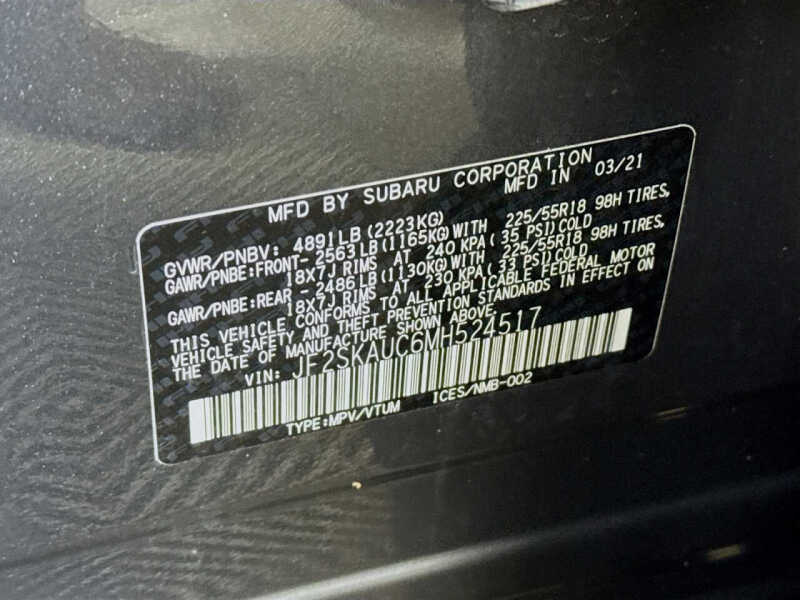 MFD BY SUBARU CORPORATION
MFD IN 03/21
GVWR/PNBV: 4891LB(2223KG)
GAWR/PNBE:FRONT- 2563LB(1165KG)WITH 225/55R18 98H TIRES,
18X7J RIMS AT 240 KPA( 35 PSI)COLD
GAWR/PNBE:REAR - 2486LB(1130KG)WITH 225/55R18 98H TIRES,
18X7J RIMS AT 230 KPA( 33 PSI)COLD
THIS VEHICLE CONFORMS TO ALL APPLICABLE FEDERAL MOTOR
VEHICLE SAFETY AND THEFT PREVENTION STANDARDS IN EFFECT ON
THE DATE OF MANUFACTURE SHOWN ABOVE.
VIN: JF2SKAUC6MH524517
TYPE:MPV/VTUM ICES/NMB-002